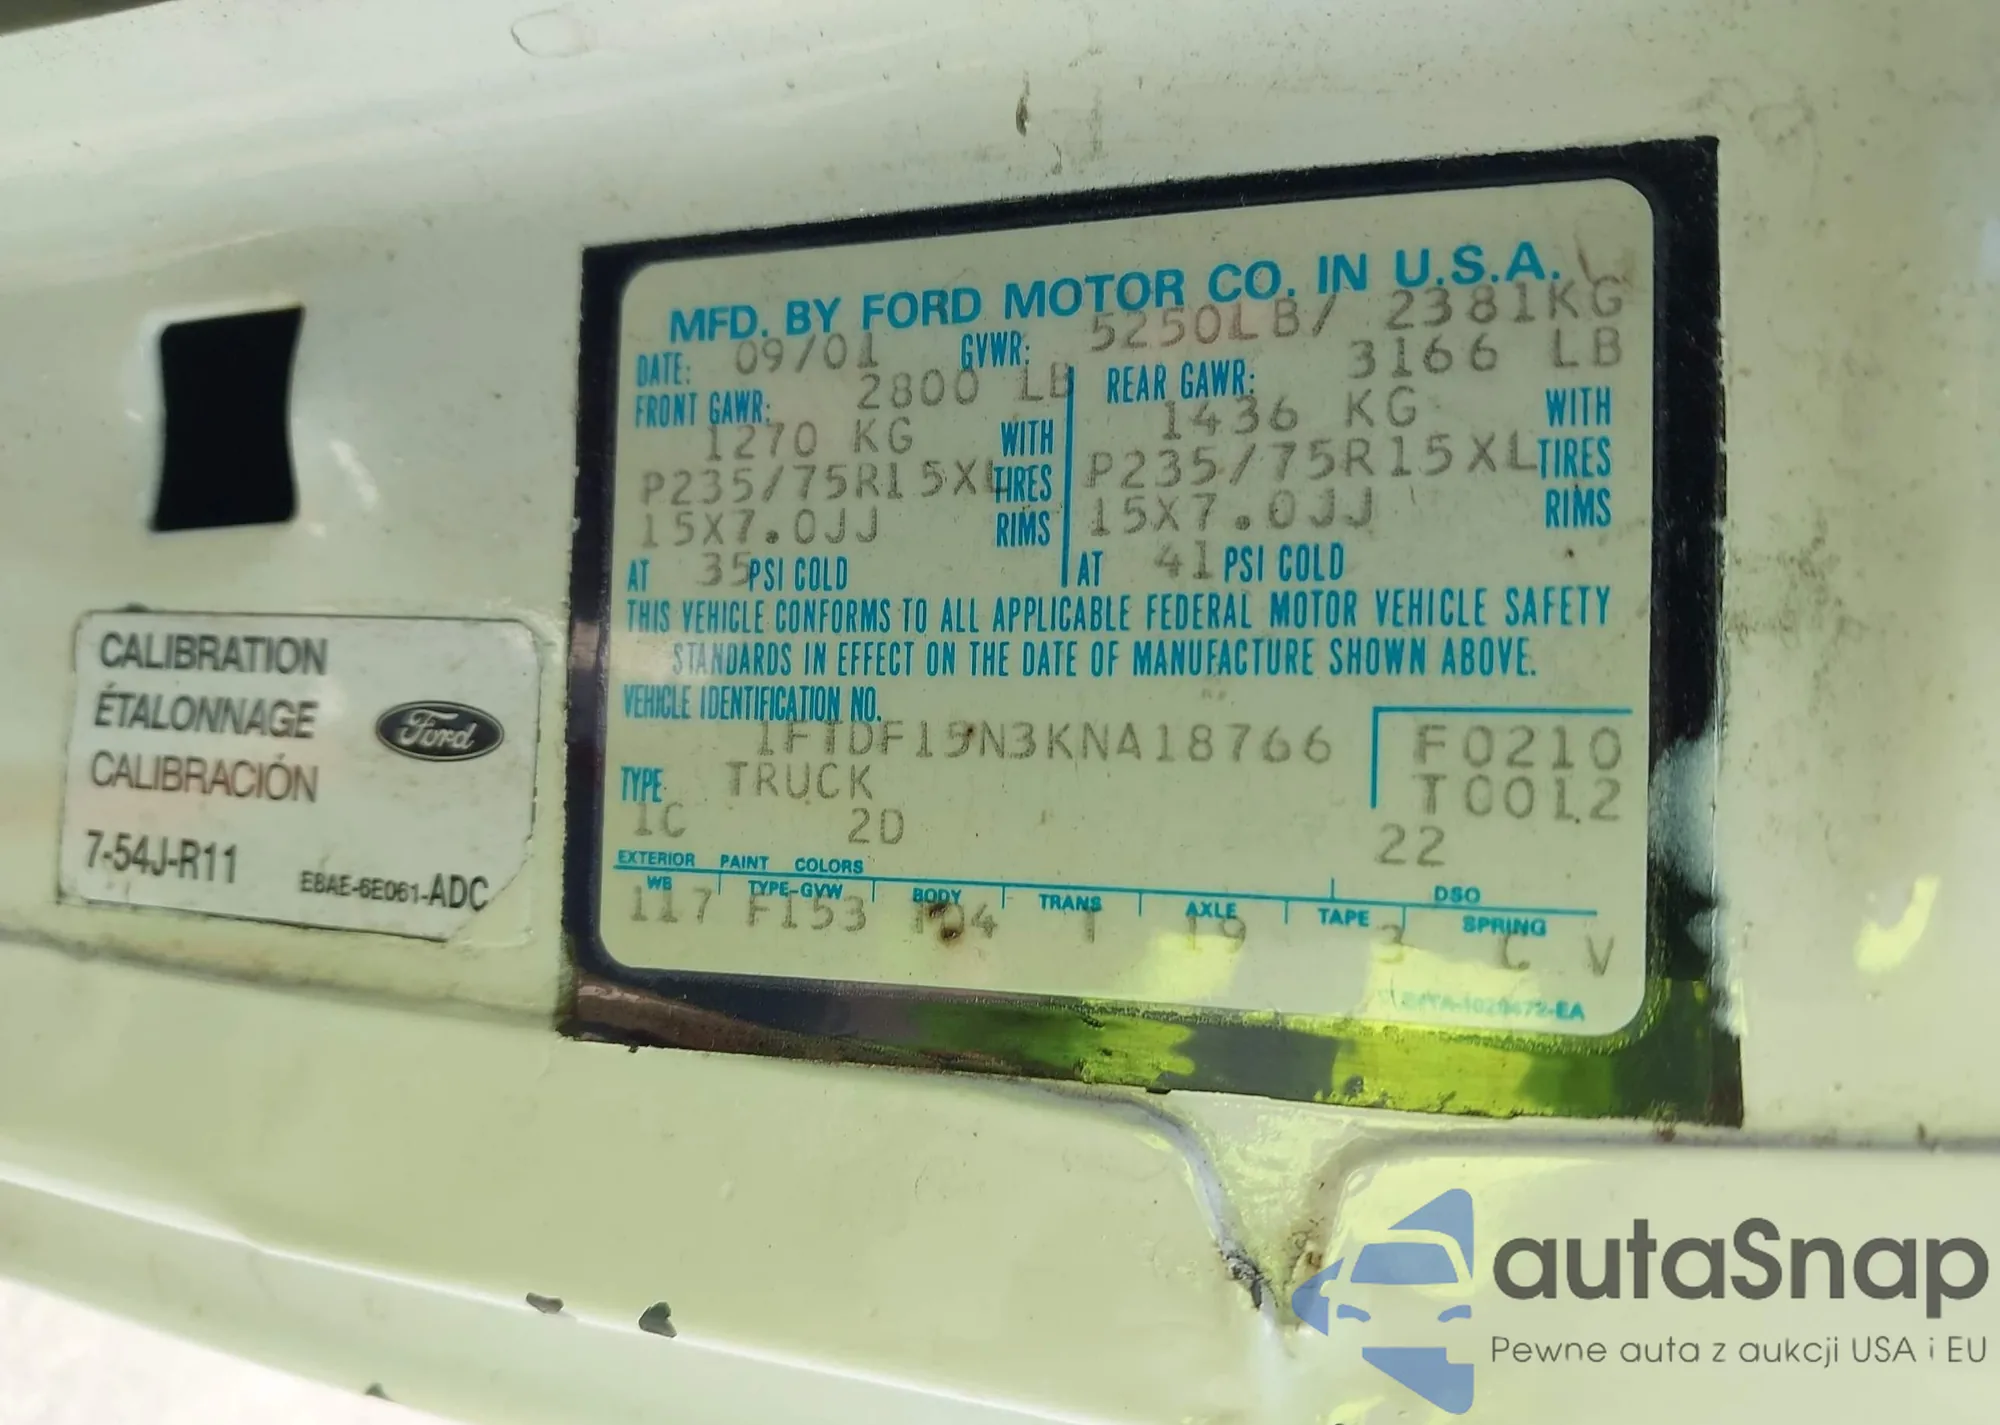 MFD. BY FORD MOTOR CO. IN U.S.A.
DATE: 09/01 GVWR: 5250LB/ 2381KG
FRONT GAWR: 2800 LB REAR GAWR: 3166 LB
1270 KG WITH 1436 KG WITH
P235/75R15XL TIRES P235/75R15XL TIRES
15X7.0JJ RIMS 15X7.0JJ RIMS
AT 35 PSI COLD AT 41 PSI COLD
THIS VEHICLE CONFORMS TO ALL APPLICABLE FEDERAL MOTOR VEHICLE SAFETY
STANDARDS IN EFFECT ON THE DATE OF MANUFACTURE SHOWN ABOVE.
VEHICLE IDENTIFICATION NO.
1FTDF15N3KNA18766 F0210
TYPE TRUCK T0012
1C 2D 22
EXTERIOR PAINT COLORS DSO
WB TYPE-GVW BODY TRANS AXLE TAPE SPRING
117 F153 T 19 3 C V
CALIBRATION
ÉTALONNAGE
CALIBRACIÓN
Ford
7-54J-R11 E8AE-6E061-ADC
autaSnap
Pewne auta z aukcji USA i EU